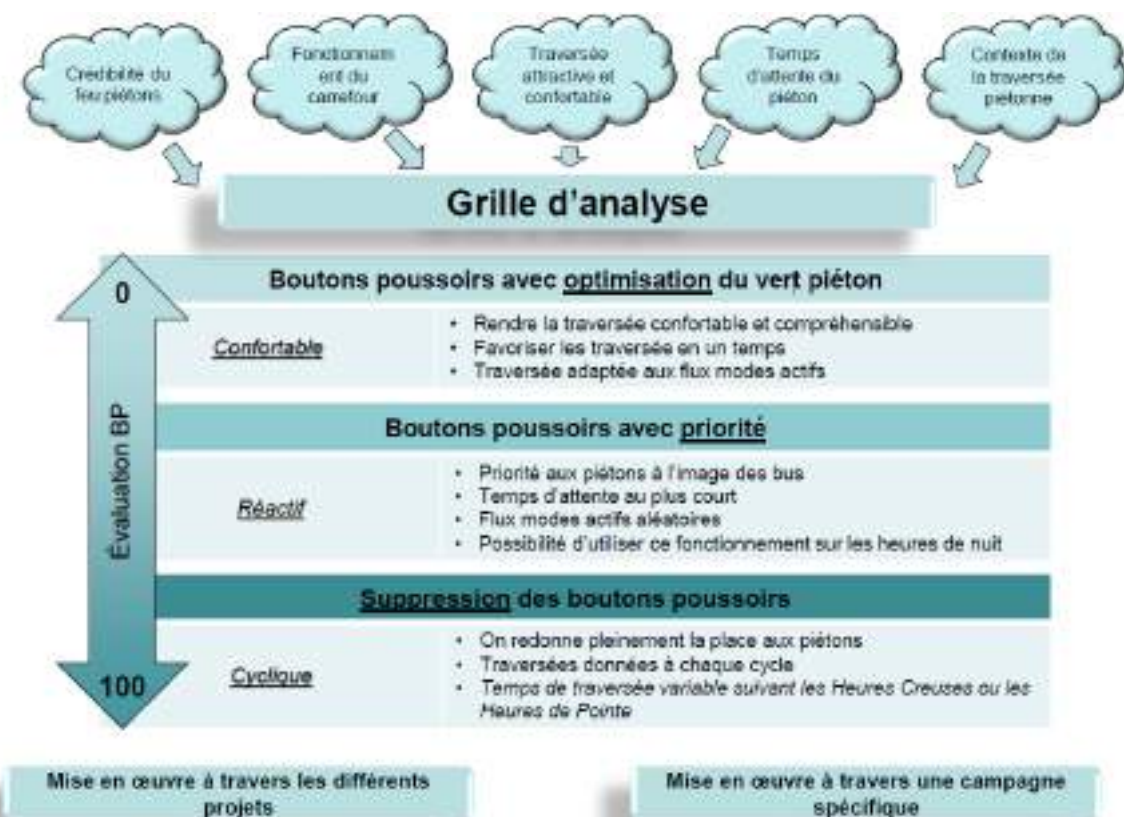 Crédibilité du
feu piétons
Fonctionnem
ent du
carrefour
Traversée
attractive et
confortable
Temps
d'attente du
piéton
Contexte de
la traversée
piétonne
Grille d'analyse
0
Évaluation BP
100
Boutons poussoirs avec optimisation du vert piéton
Confortable
• Rendre la traversée confortable et compréhensible
• Favoriser les traversée en un temps
• Traversée adaptée aux flux modes actifs
Boutons poussoirs avec priorité
Réactif
• Priorité aux piétons à l'image des bus
• Temps d'attente au plus court
• Flux modes actifs aléatoires
• Possibilité d'utiliser ce fonctionnement sur les heures de nuit
Suppression des boutons poussoirs
Cyclique
• On redonne pleinement la place aux piétons
• Traversées données à chaque cycle
• Temps de traversée variable suivant les Heures Creuses ou les
Heures de Pointe
Mise en œuvre à travers les différents
projets
Mise en œuvre à travers une campagne
spécifique